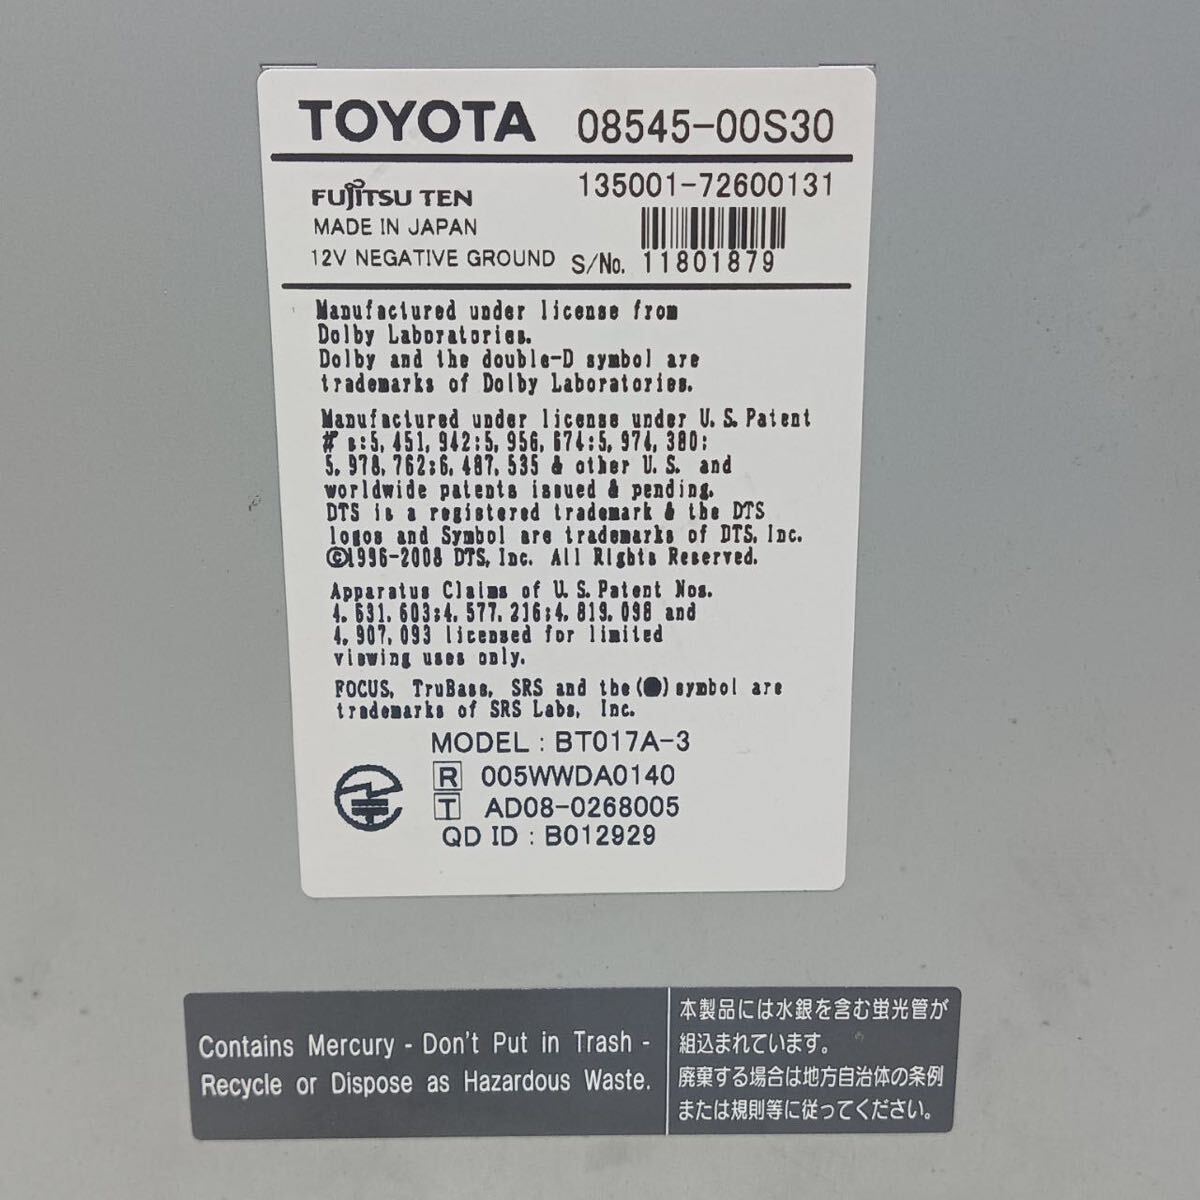 TOYOTA 08545-00S30
FUJITSU TEN 135001-72600131
MADE IN JAPAN
12V NEGATIVE GROUND S/No. 11801879
Manufactured under license from
Dolby Laboratories.
Dolby and the double-D symbol are
trademarks of Dolby Laboratories.
Manufactured under license under U.S. Patent
# s:5,451,942;5,956,674;5,974,380;
5,978,762;6,487,535 & other U.S. and
worldwide patents issued & pending.
DTS is a registered trademark & the DTS
logos and Symbol are trademarks of DTS, Inc.
©1996-2008 DTS, Inc. All Rights Reserved.
Apparatus Claims of U.S. Patent Nos.
4,631,603;4,577,216;4,819,098 and
4,907,093 licensed for limited
viewing uses only.
FOCUS, TruBass, SRS and the (●) symbol are
trademarks of SRS Labs, Inc.
MODEL : BT017A-3
R 005WWDA0140
T AD08-0268005
QD ID : B012929
Contains Mercury - Don't Put in Trash -
Recycle or Dispose as Hazardous Waste.
本製品には水銀を含む蛍光管が
組込まれています。
廃棄する場合は地方自治体の条例
または規則等に従ってください。